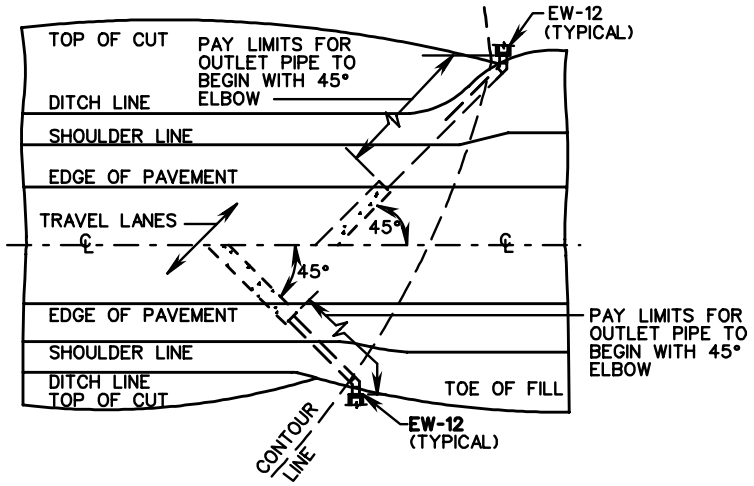 EW-12
(TYPICAL)
TOP OF CUT
PAY LIMITS FOR
OUTLET PIPE TO
BEGIN WITH 45°
ELBOW
DITCH LINE
SHOULDER LINE
EDGE OF PAVEMENT
TRAVEL LANES
45°
℄
℄
45°
EDGE OF PAVEMENT
PAY LIMITS FOR
OUTLET PIPE TO
BEGIN WITH 45°
ELBOW
SHOULDER LINE
DITCH LINE
TOP OF CUT
TOE OF FILL
EW-12
(TYPICAL)
CONTOUR
LINE